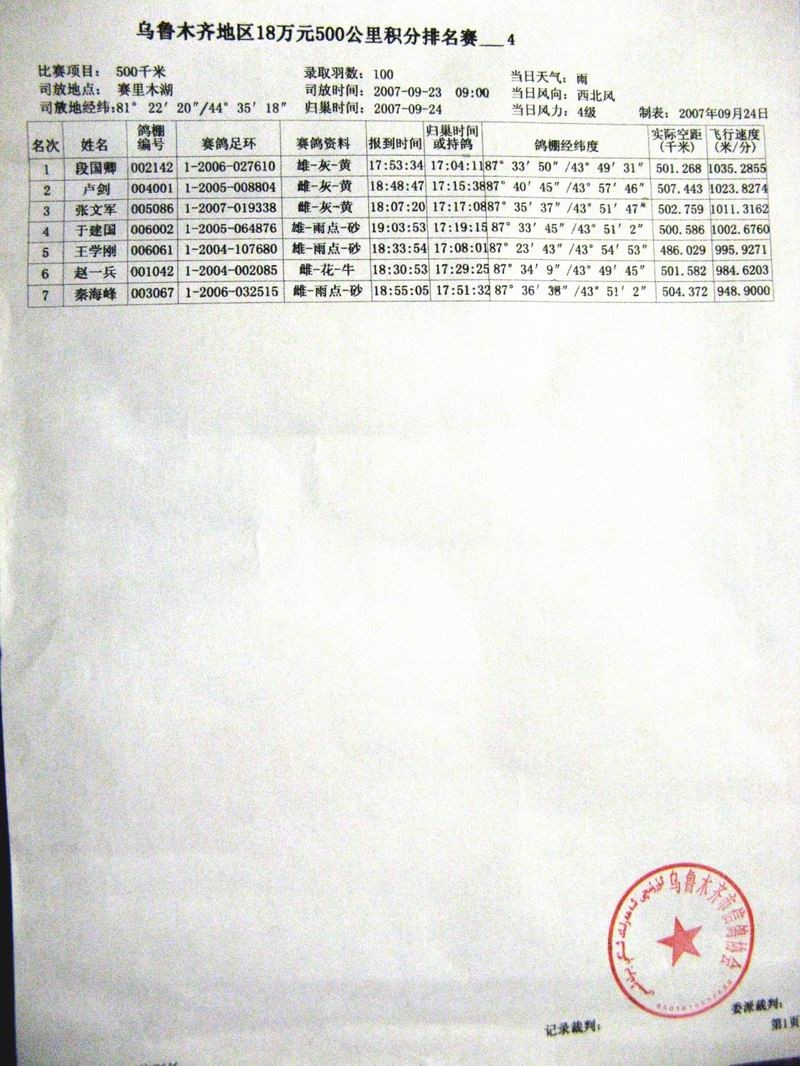 乌鲁木齐地区18万元500公里积分排名赛___4
比赛项目: 500千米 录取羽数: 100 当日天气: 雨
司放地点: 赛里木湖 司放时间: 2007-09-23 09:00 当日风向: 西北风
司放地经纬:81° 22′ 20″/44° 35′ 18″ 归巢时间: 2007-09-24 当日风力: 4级 制表: 2007年09月24日
名次 姓名 鸽棚编号 赛鸽足环 赛鸽资料 报到时间 归巢时间或持鸽 鸽棚经纬度 实际空距(千米) 飞行速度(米/分)
1 段国卿 002142 1-2006-027610 雄-灰-黄 17:53:34 17:04:11 87° 33′ 50″ /43° 49′ 31″ 501.268 1035.2855
2 卢剑 004001 1-2005-008804 雄-灰-黄 18:48:47 17:15:38 87° 40′ 45″ /43° 57′ 46″ 507.443 1023.8274
3 张文军 005086 1-2007-019338 雄-灰-黄 18:07:20 17:17:08 87° 35′ 37″ /43° 51′ 47″ 502.759 1011.3162
4 于建国 006002 1-2005-064876 雄-雨点-砂 19:03:53 17:19:15 87° 33′ 45″ /43° 51′ 2″ 500.586 1002.6760
5 王学刚 006061 1-2004-107680 雄-雨点-砂 18:33:54 17:08:01 87° 23′ 43″ /43° 54′ 53″ 486.029 995.9271
6 赵一兵 001042 1-2004-002085 雌-花-牛 18:30:53 17:29:25 87° 34′ 9″ /43° 49′ 45″ 501.582 984.6203
7 秦海峰 003067 1-2006-032515 雌-雨点-砂 18:55:05 17:51:32 87° 36′ 38″ /43° 51′ 2″ 504.372 948.9000
乌鲁木齐市信鸽协会
记录裁判: 委派裁判:
第1页